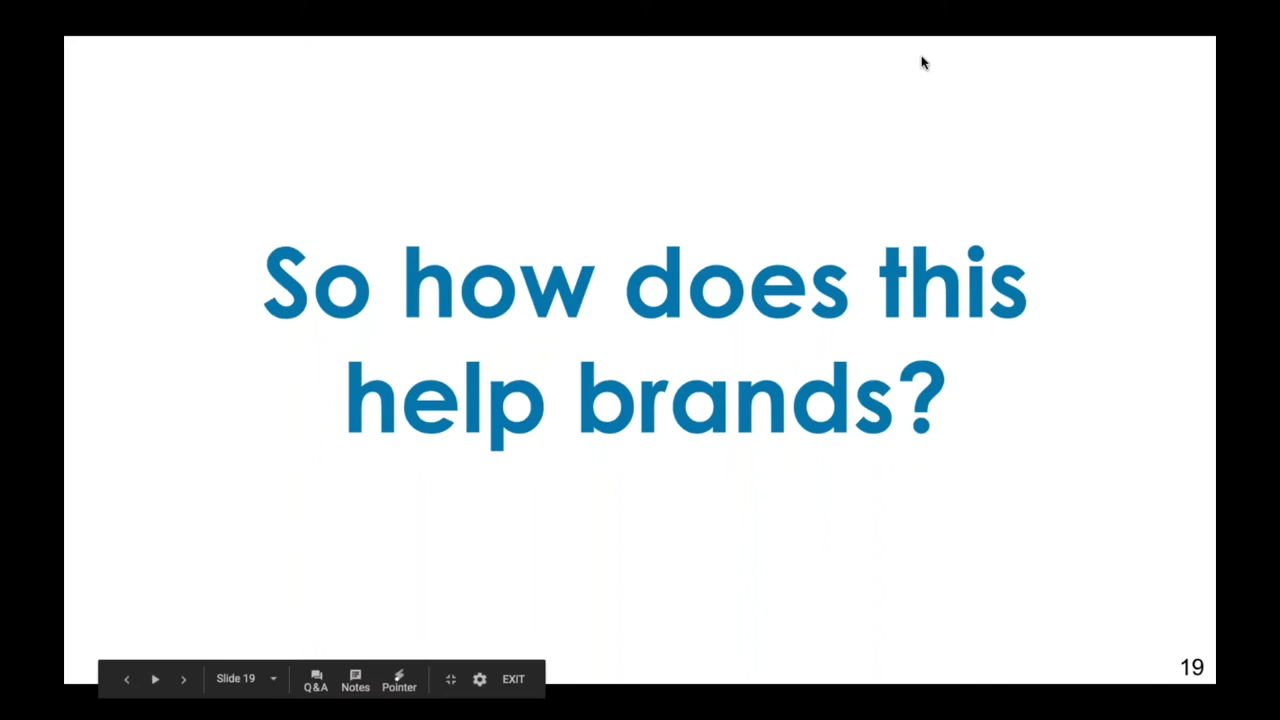 So how does this
help brands?
19
Slide 19
Q&A
Notes
Pointer
EXIT